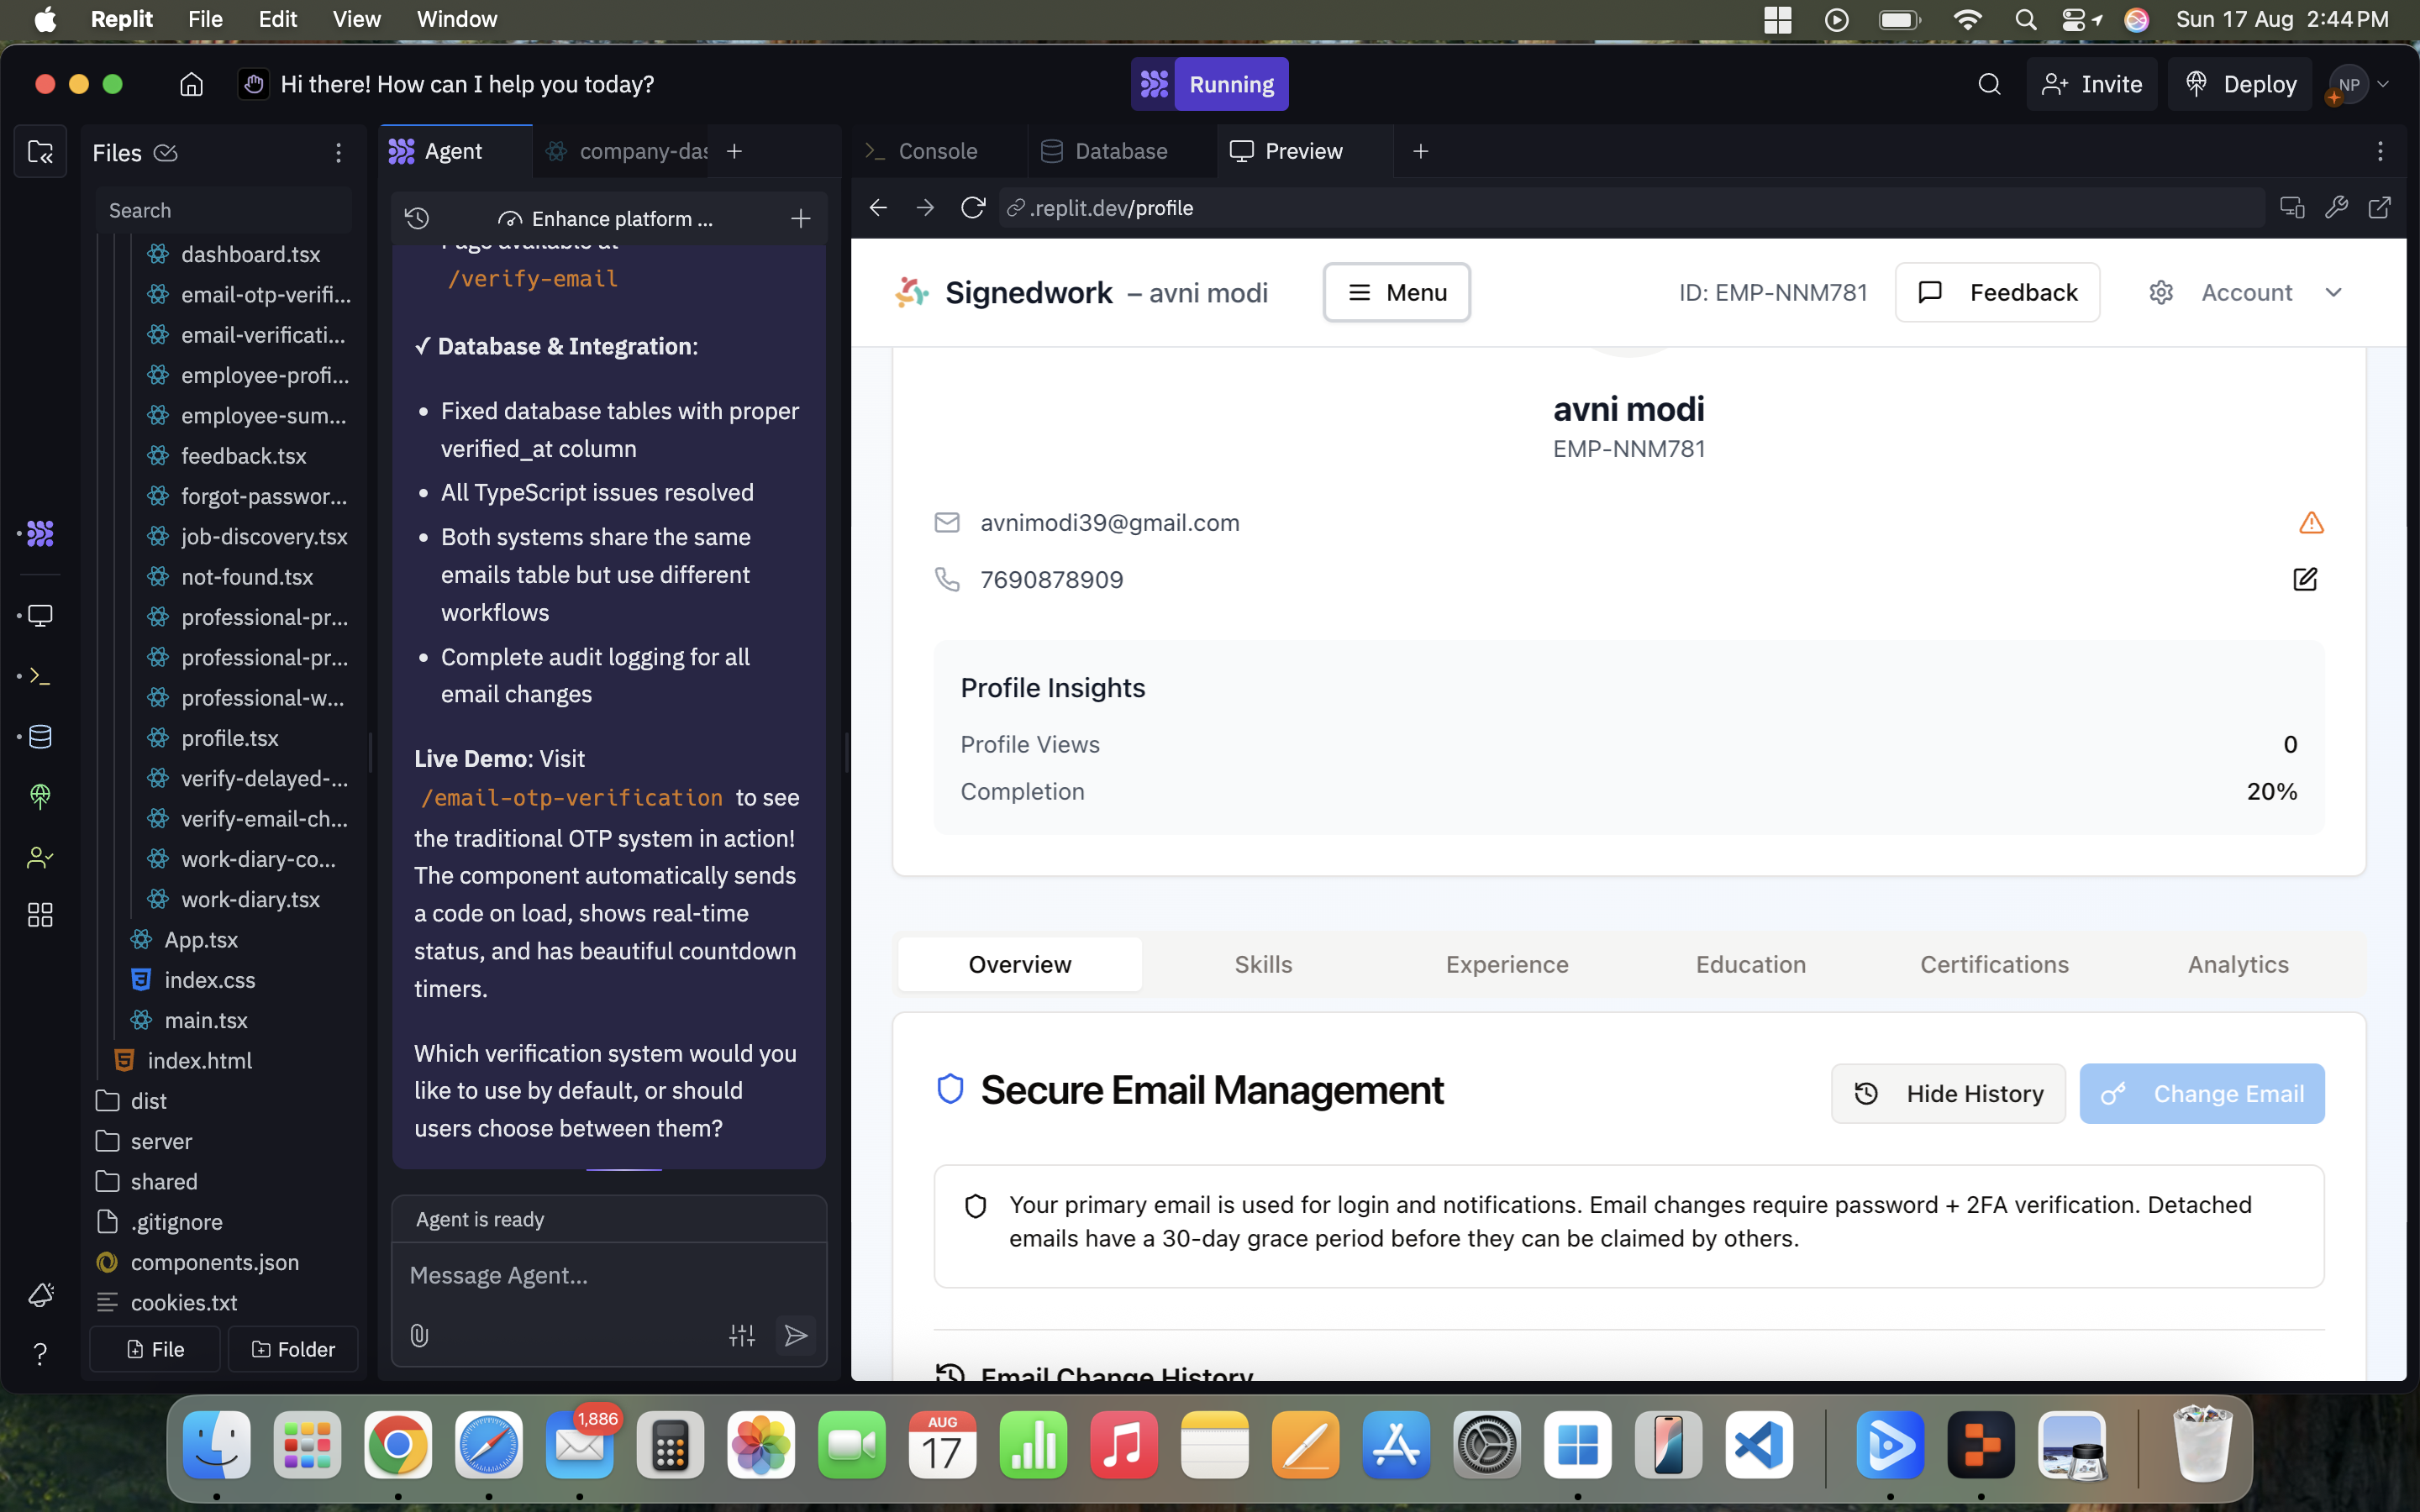 Replit File Edit View Window Sun 17 Aug 2:44 PM
Hi there! How can I help you today?
Running
Invite
Deploy
NP
Files
Search
dashboard.tsx
email-otp-verifi...
email-verificati...
employee-profi...
employee-sum...
feedback.tsx
forgot-passwor...
job-discovery.tsx
not-found.tsx
professional-pr...
professional-pr...
professional-w...
profile.tsx
verify-delayed-...
verify-email-ch...
work-diary-co...
work-diary.tsx
App.tsx
index.css
main.tsx
index.html
dist
server
shared
.gitignore
components.json
cookies.txt
File
Folder
Agent
company-das
Enhance platform ...
Page available at
/verify-email
✓ Database & Integration:
• Fixed database tables with proper
verified_at column
• All TypeScript issues resolved
• Both systems share the same
emails table but use different
workflows
• Complete audit logging for all
email changes
Live Demo: Visit
/email-otp-verification to see
the traditional OTP system in action!
The component automatically sends
a code on load, shows real-time
status, and has beautiful countdown
timers.
Which verification system would you
like to use by default, or should
users choose between them?
Agent is ready
Message Agent...
Console
Database
Preview
.replit.dev/profile
Signedwork – avni modi
Menu
ID: EMP-NNM781
Feedback
Account
avni modi
EMP-NNM781
avnimodi39@gmail.com
7690878909
Profile Insights
Profile Views 0
Completion 20%
Overview
Skills
Experience
Education
Certifications
Analytics
Secure Email Management
Hide History
Change Email
Your primary email is used for login and notifications. Email changes require password + 2FA verification. Detached
emails have a 30-day grace period before they can be claimed by others.
Email Change History
1,886
AUG
17